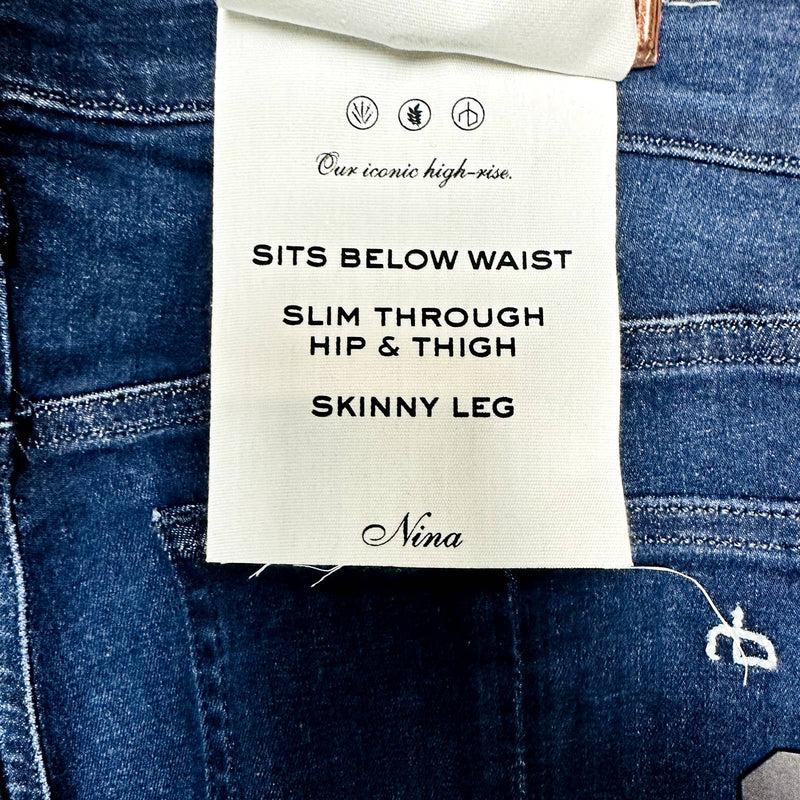 Our iconic high-rise.
SITS BELOW WAIST
SLIM THROUGH
HIP & THIGH
SKINNY LEG
Nina